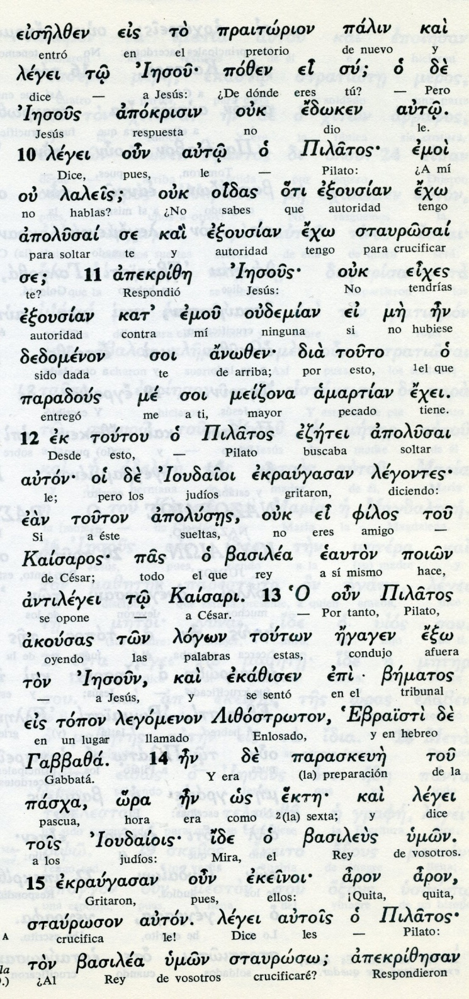 εἰσῆλθεν εἰς τὸ πραιτώριον πάλιν καὶ
entró en el pretorio de nuevo y
λέγει τῷ Ἰησοῦ· πόθεν εἶ σύ; ὁ δὲ
dice — a Jesús: ¿De dónde eres tú? — Pero
Ἰησοῦς ἀπόκρισιν οὐκ ἔδωκεν αὐτῷ.
Jesús respuesta no dio le.
10 λέγει οὖν αὐτῷ ὁ Πιλᾶτος· ἐμοὶ
Dice, pues, le — Pilato: ¿A mí
οὐ λαλεῖς; οὐκ οἶδας ὅτι ἐξουσίαν ἔχω
no hablas? ¿No sabes que autoridad tengo
ἀπολῦσαί σε καὶ ἐξουσίαν ἔχω σταυρῶσαί
para soltar te y autoridad tengo para crucificar
σε; 11 ἀπεκρίθη Ἰησοῦς· οὐκ εἶχες
te? Respondió Jesús: No tendrías
ἐξουσίαν κατ' ἐμοῦ οὐδεμίαν εἰ μὴ ἦν
autoridad contra mí ninguna si no hubiese
δεδομένον σοι ἄνωθεν· διὰ τοῦτο ὁ
sido dada te de arriba; por esto, 1el que
παραδούς μέ σοι μείζονα ἁμαρτίαν ἔχει.
entregó me a ti, mayor pecado tiene.
12 ἐκ τούτου ὁ Πιλᾶτος ἐζήτει ἀπολῦσαι
Desde esto, — Pilato buscaba soltar
αὐτόν· οἱ δὲ Ἰουδαῖοι ἐκραύγασαν λέγοντες·
le; pero los judíos gritaron, diciendo:
ἐὰν τοῦτον ἀπολύσῃς, οὐκ εἶ φίλος τοῦ
Si a éste sueltas, no eres amigo —
Καίσαρος· πᾶς ὁ βασιλέα ἑαυτὸν ποιῶν
de César; todo el que rey a sí mismo hace,
ἀντιλέγει τῷ Καίσαρι. 13 Ὁ οὖν Πιλᾶτος
se opone a César. — Por tanto, Pilato,
ἀκούσας τῶν λόγων τούτων ἤγαγεν ἔξω
oyendo las palabras estas, condujo afuera
τὸν Ἰησοῦν, καὶ ἐκάθισεν ἐπὶ βήματος
— a Jesús, y se sentó en el tribunal
εἰς τόπον λεγόμενον Λιθόστρωτον, Ἑβραϊστὶ δὲ
en un lugar llamado Enlosado, y en hebreo
Γαββαθά. 14 ἦν δὲ παρασκευὴ τοῦ
Gabbatá. Y era (la) preparación de la
πάσχα, ὥρα ἦν ὡς ἕκτη· καὶ λέγει
pascua, hora era como 2(la) sexta; y dice
τοῖς Ἰουδαίοις· ἴδε ὁ βασιλεὺς ὑμῶν.
a los judíos: Mira, el Rey de vosotros.
15 ἐκραύγασαν οὖν ἐκεῖνοι· ἆρον ἆρον,
Gritaron, pues, ellos: ¡Quita, quita,
σταύρωσον αὐτόν. λέγει αὐτοῖς ὁ Πιλᾶτος·
A crucifica le! Dice les — Pilato:
τὸν βασιλέα ὑμῶν σταυρώσω; ἀπεκρίθησαν
la
¿Al Rey de vosotros crucificaré? Respondieron